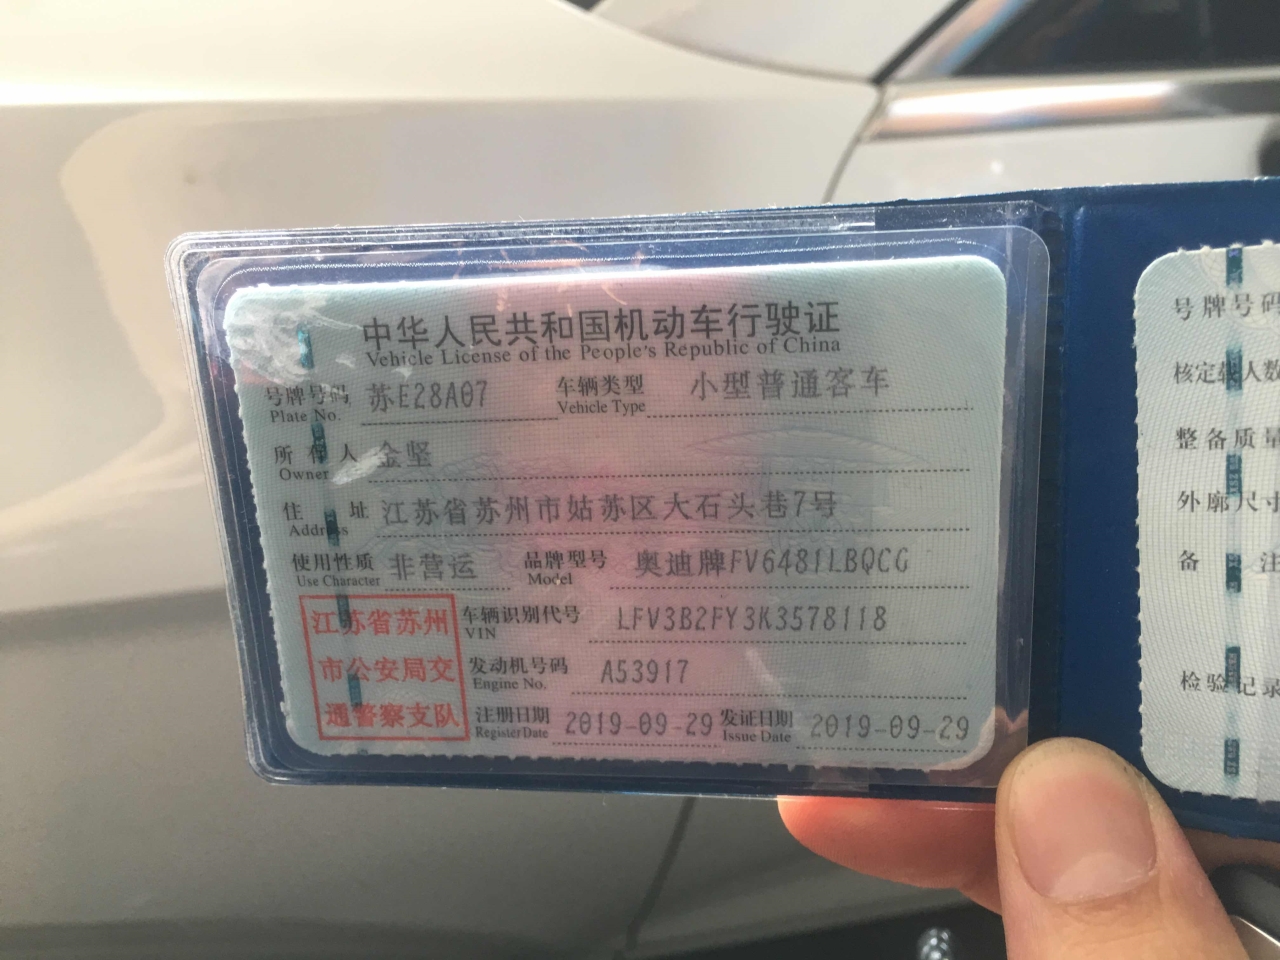 中华人民共和国机动车行驶证
Vehicle License of the People's Republic of China
号牌号码 苏E28A07 车辆类型 小型普通客车
Plate No. Vehicle Type
所有人 金坚
Owner
住址 江苏省苏州市姑苏区大石头巷7号
Address
使用性质 非营运 品牌型号 奥迪牌FV6481LBQCG
Use Character Model
江苏省苏州
市公安局交
通警察支队
车辆识别代号 LFV3B2FY3K3578118
VIN
发动机号码 A53917
Engine No.
注册日期 2019-09-29 发证日期 2019-09-29
Register Date Issue Date
号牌号码
核定载人数
整备质量
外廓尺寸
备注
检验记录